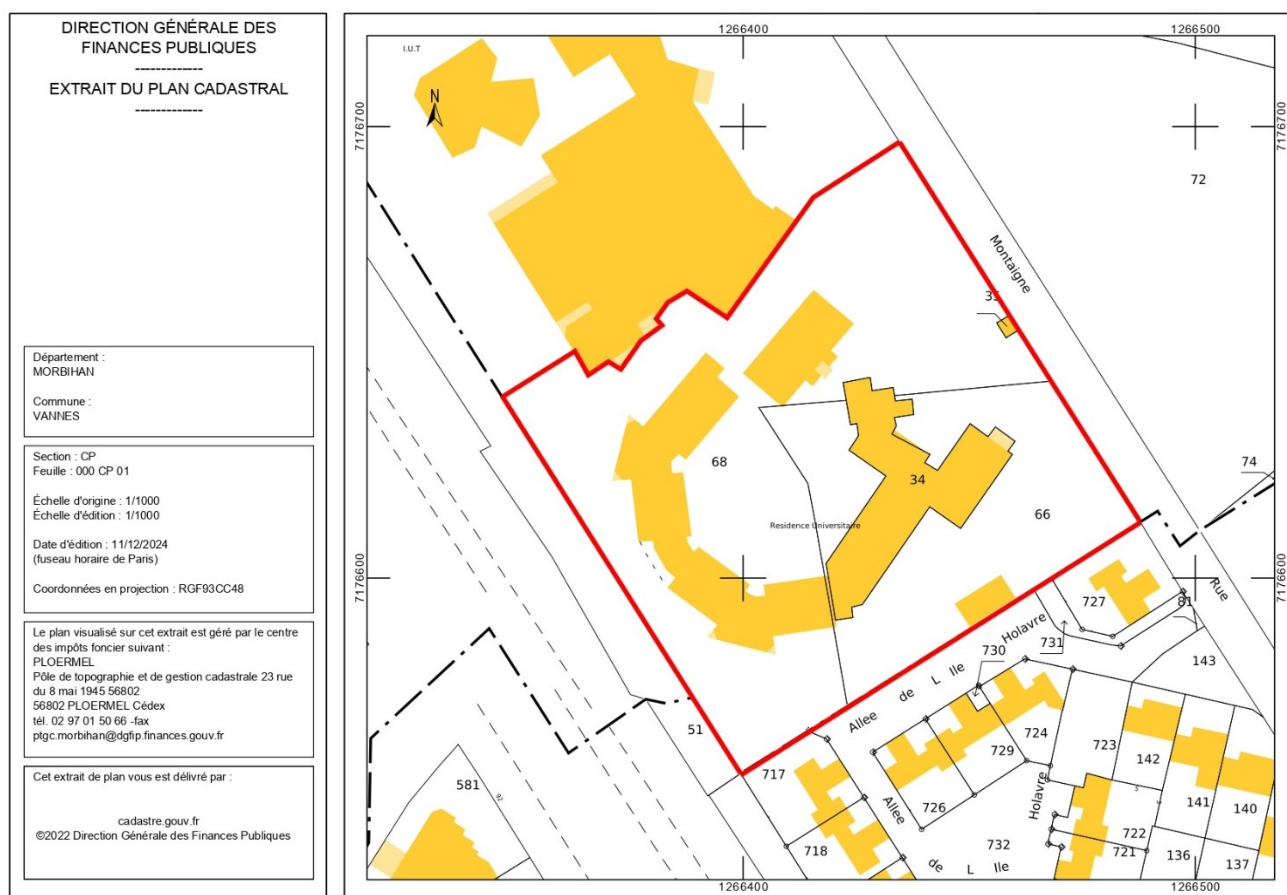 DIRECTION GÉNÉRALE DES
FINANCES PUBLIQUES
-------------
EXTRAIT DU PLAN CADASTRAL
-------------
Département :
MORBIHAN
Commune :
VANNES
Section : CP
Feuille : 000 CP 01
Échelle d'origine : 1/1000
Échelle d'édition : 1/1000
Date d'édition : 11/12/2024
(fuseau horaire de Paris)
Coordonnées en projection : RGF93CC48
Le plan visualisé sur cet extrait est géré par le centre
des impôts foncier suivant :
PLOERMEL
Pôle de topographie et de gestion cadastrale 23 rue
du 8 mai 1945 56802
56802 PLOERMEL Cédex
tél. 02 97 01 50 66 -fax
ptgc.morbihan@dgfip.finances.gouv.fr
Cet extrait de plan vous est délivré par :
cadastre.gouv.fr
©2022 Direction Générale des Finances Publiques
1266400
1266500
I.U.T
N
7176700
7176700
72
Montaigne
35
68
34
74
66
Residence Universitaire
7176600
7176600
727
81
Rue
731
730
143
Allee de L Ile Holavre
51
717
724
723
729
142
581
92
726
Allee
Holavre
141
140
722
718
732
721
136
137
de L Ile
1266400
1266500